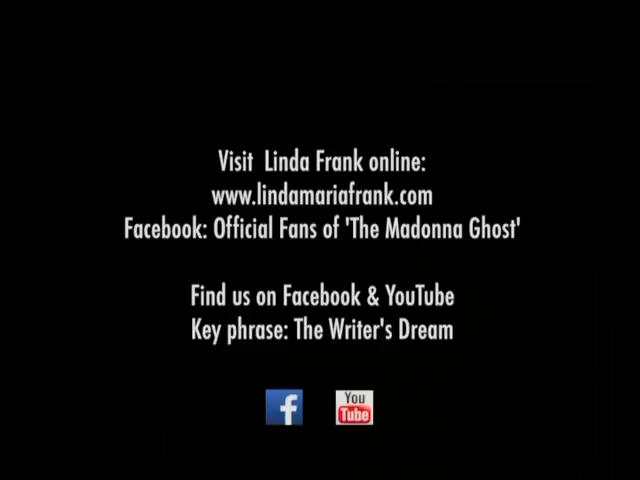 Visit  Linda Frank online:
www.lindamariafrank.com
Facebook: Official Fans of 'The Madonna Ghost'
Find us on Facebook & YouTube
Key phrase: The Writer's Dream
f
You
Tube